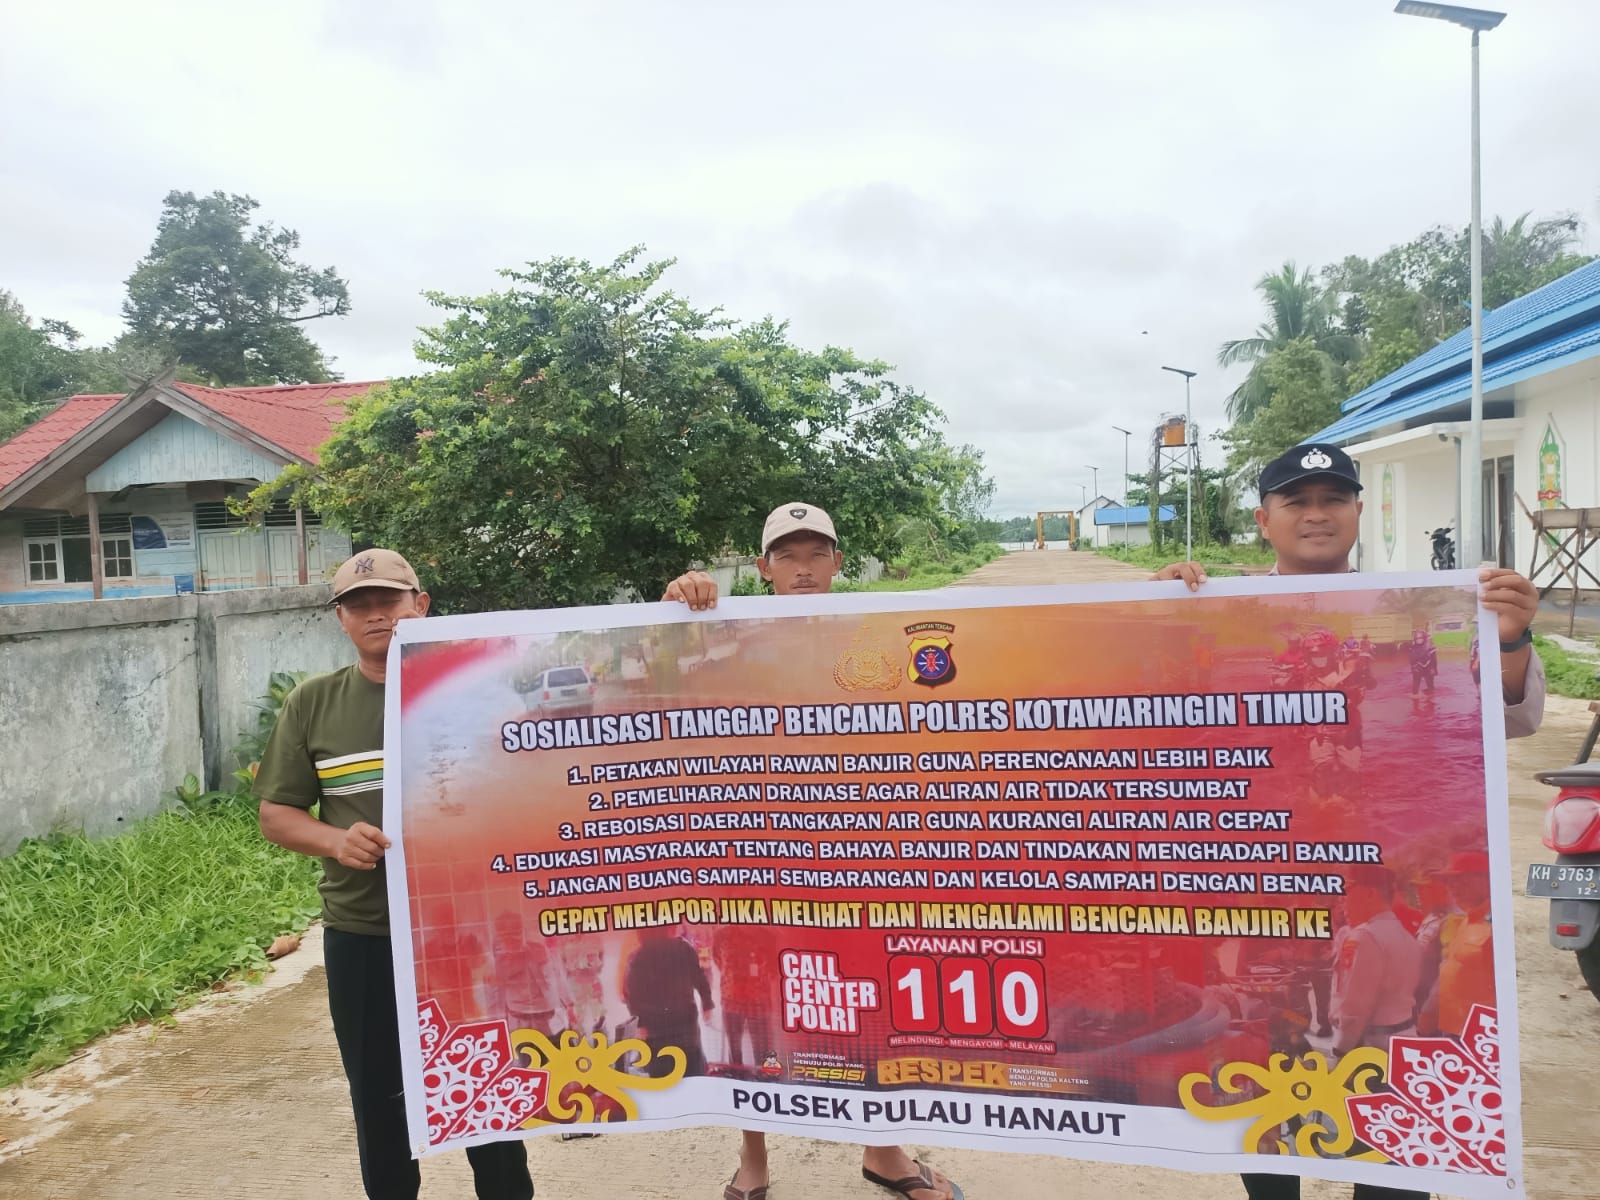 KALIMANTAN TENGAH
SOSIALISASI TANGGAP BENCANA POLRES KOTAWARINGIN TIMUR
1. PETAKAN WILAYAH RAWAN BANJIR GUNA PERENCANAAN LEBIH BAIK
2. PEMELIHARAAN DRAINASE AGAR ALIRAN AIR TIDAK TERSUMBAT
3. REBOISASI DAERAH TANGKAPAN AIR GUNA KURANGI ALIRAN AIR CEPAT
4. EDUKASI MASYARAKAT TENTANG BAHAYA BANJIR DAN TINDAKAN MENGHADAPI BANJIR
5. JANGAN BUANG SAMPAH SEMBARANGAN DAN KELOLA SAMPAH DENGAN BENAR
CEPAT MELAPOR JIKA MELIHAT DAN MENGALAMI BENCANA BANJIR KE
LAYANAN POLISI
CALL
CENTER
POLRI
110
MELINDUNGI - MENGAYOMI - MELAYANI
TRANSFORMASI
MENUJU POLRI YANG
PRESISI
RESPEK
TRANSFORMASI
MENUJU POLDA KALTENG
YANG PRESISI
POLSEK PULAU HANAUT
KH 3763
12
NY